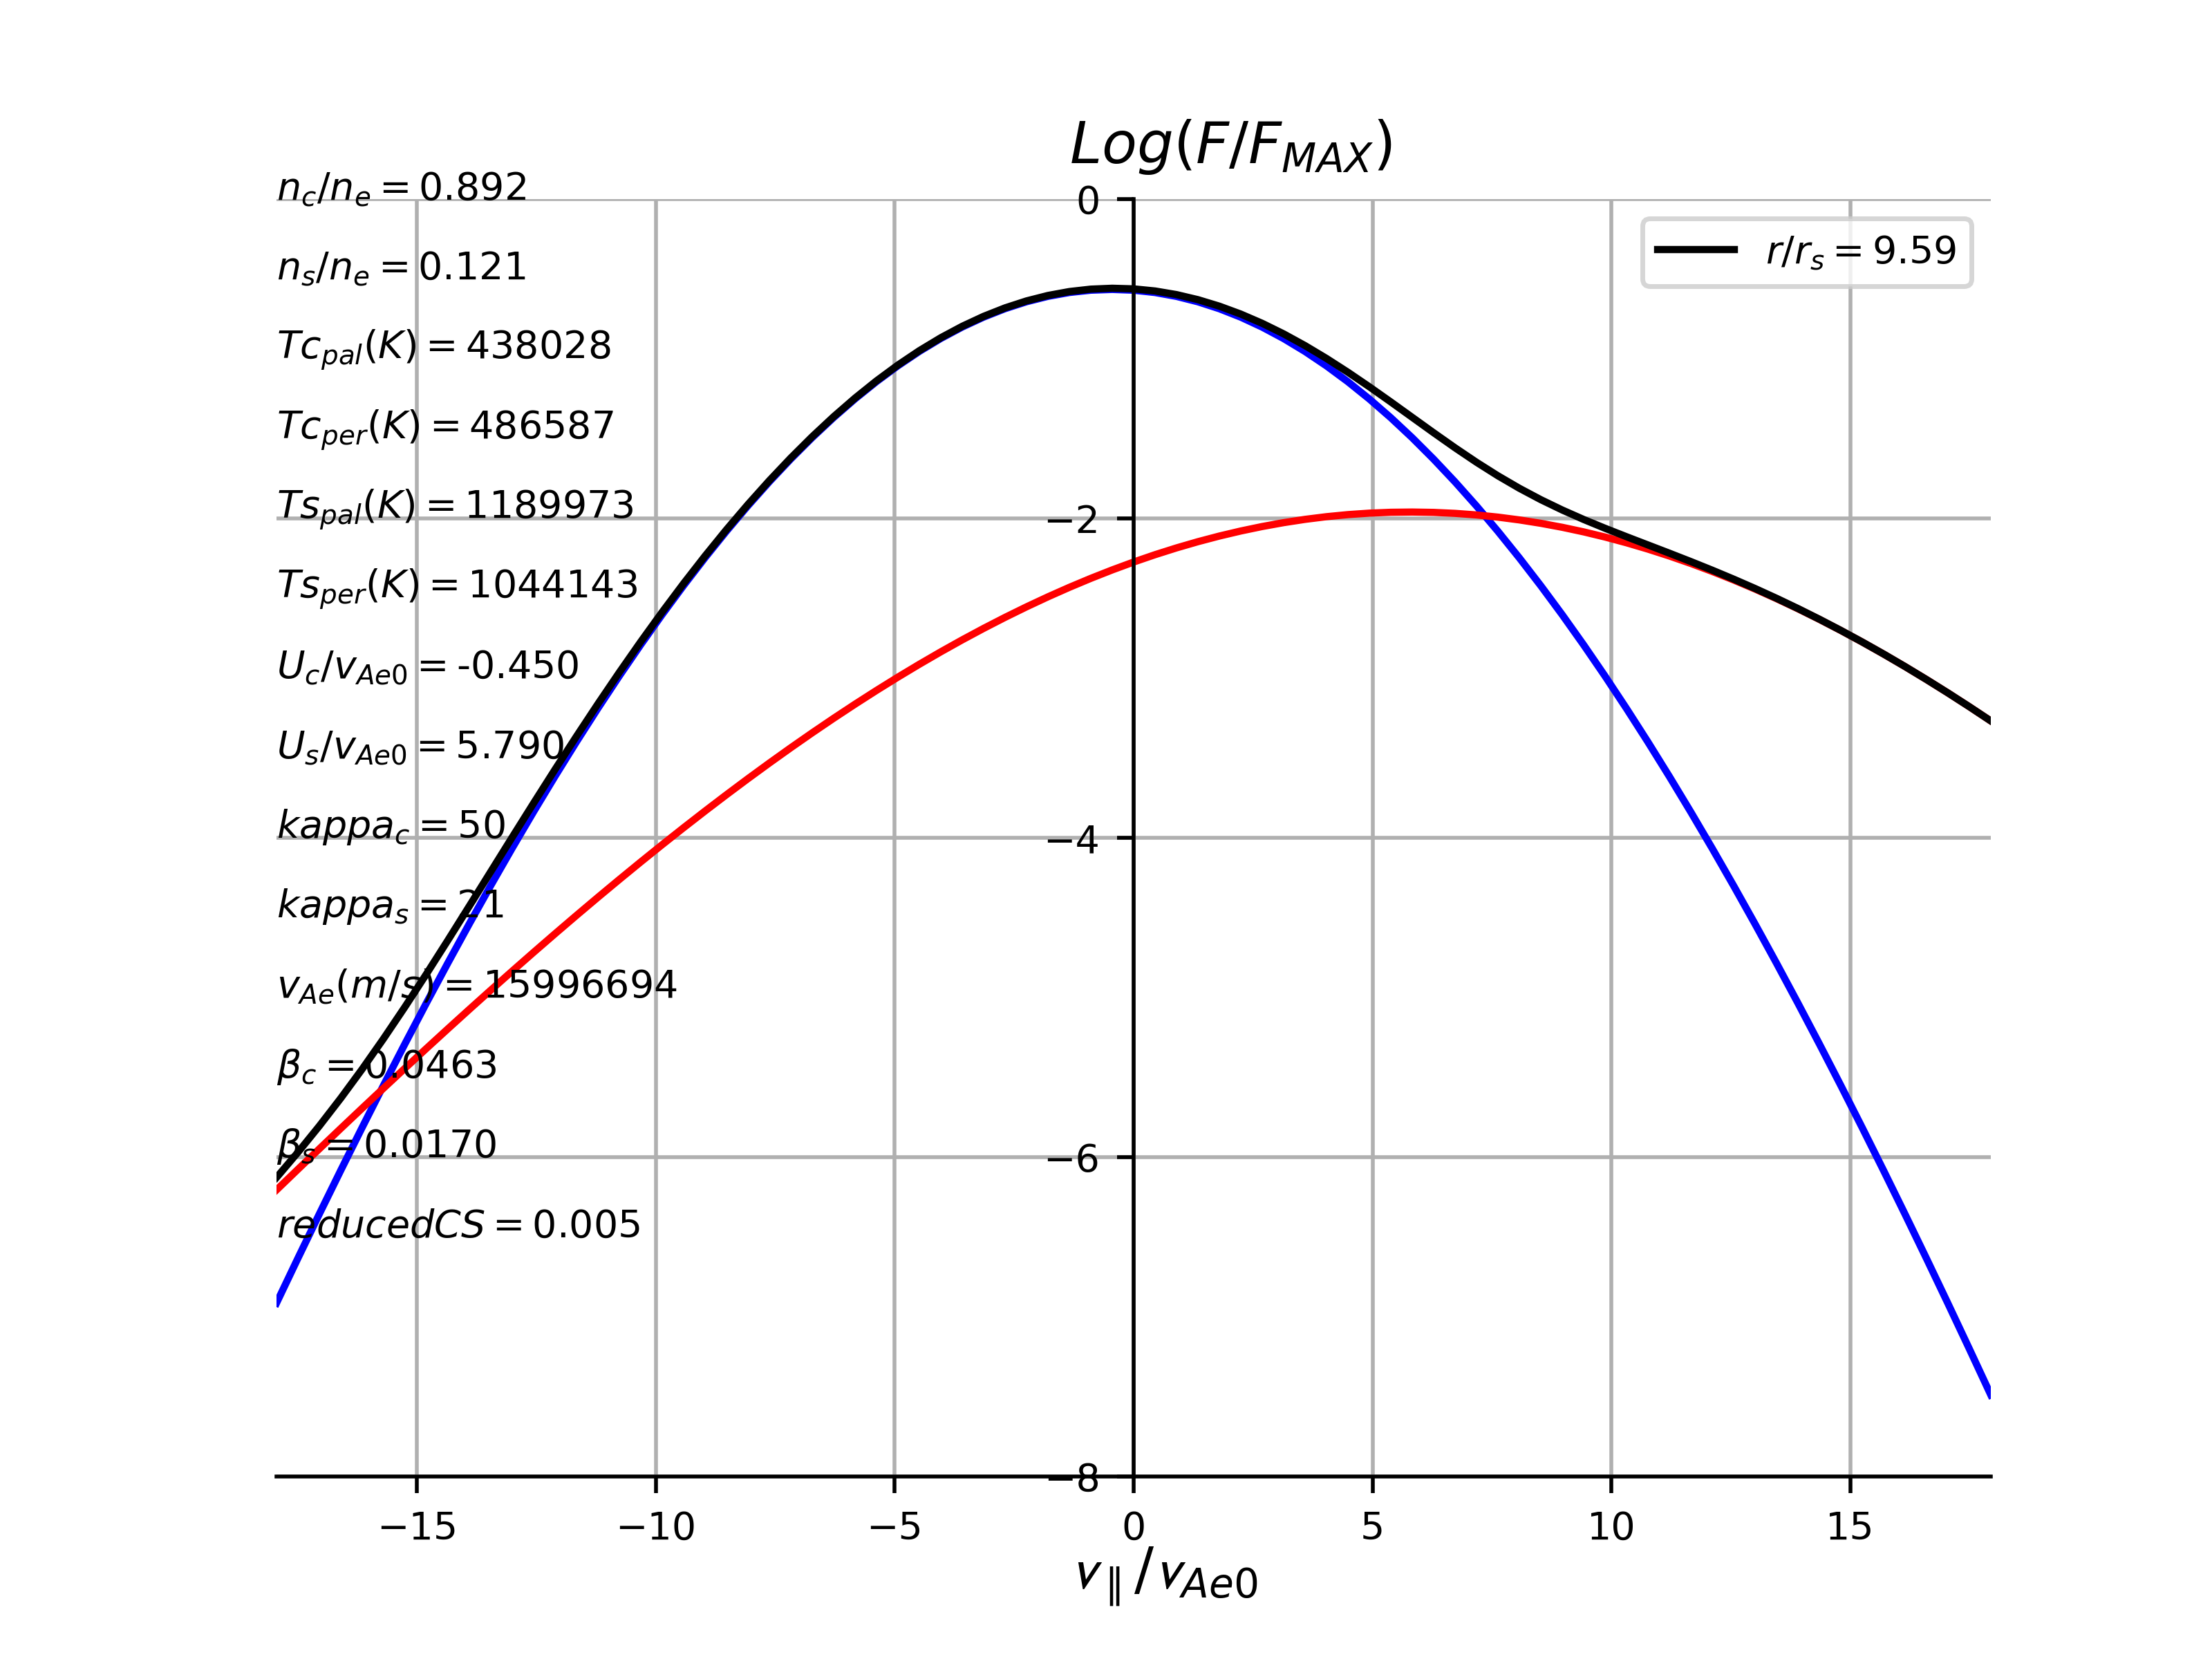 Log(F/F_MAX)
n_c/n_e = 0.892
0
r/r_s = 9.59
n_s/n_e = 0.121
Tc_pal(K) = 438028
Tc_per(K) = 486587
Ts_pal(K) = 1189973
−2
Ts_per(K) = 1044143
U_c/v_Ae0 = -0.450
U_s/v_Ae0 = 5.790
kappa_c = 50
−4
kappa_s = 21
v_Ae(m/s) = 15996694
β_c = 0.0463
β_s = 0.0170
−6
reducedCS = 0.005
−8
−15 −10 −5 0 5 10 15
v_∥/v_Ae0